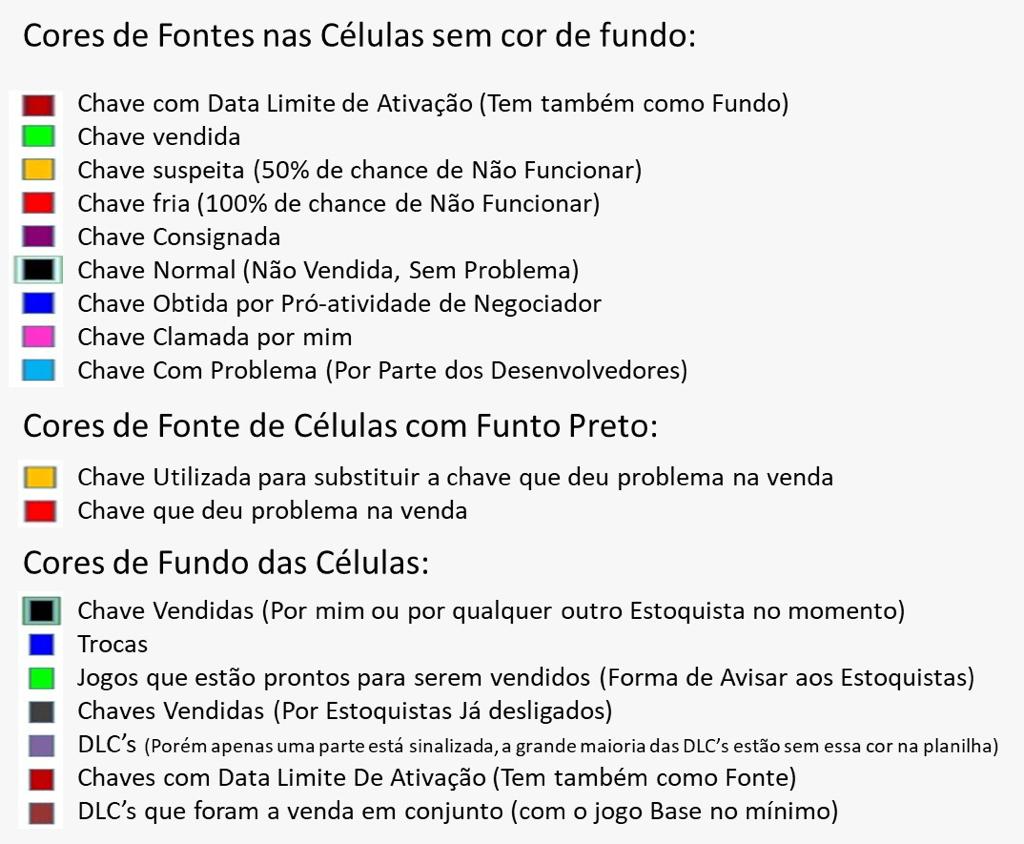 Cores de Fontes nas Células sem cor de fundo:
Chave com Data Limite de Ativação (Tem também como Fundo)
Chave vendida
Chave suspeita (50% de chance de Não Funcionar)
Chave fria (100% de chance de Não Funcionar)
Chave Consignada
Chave Normal (Não Vendida, Sem Problema)
Chave Obtida por Pró-atividade de Negociador
Chave Clamada por mim
Chave Com Problema (Por Parte dos Desenvolvedores)
Cores de Fonte de Células com Funto Preto:
Chave Utilizada para substituir a chave que deu problema na venda
Chave que deu problema na venda
Cores de Fundo das Células:
Chave Vendidas (Por mim ou por qualquer outro Estoquista no momento)
Trocas
Jogos que estão prontos para serem vendidos (Forma de Avisar aos Estoquistas)
Chaves Vendidas (Por Estoquistas Já desligados)
DLC’s (Porém apenas uma parte está sinalizada, a grande maioria das DLC’s estão sem essa cor na planilha)
Chaves com Data Limite De Ativação (Tem também como Fonte)
DLC’s que foram a venda em conjunto (com o jogo Base no mínimo)